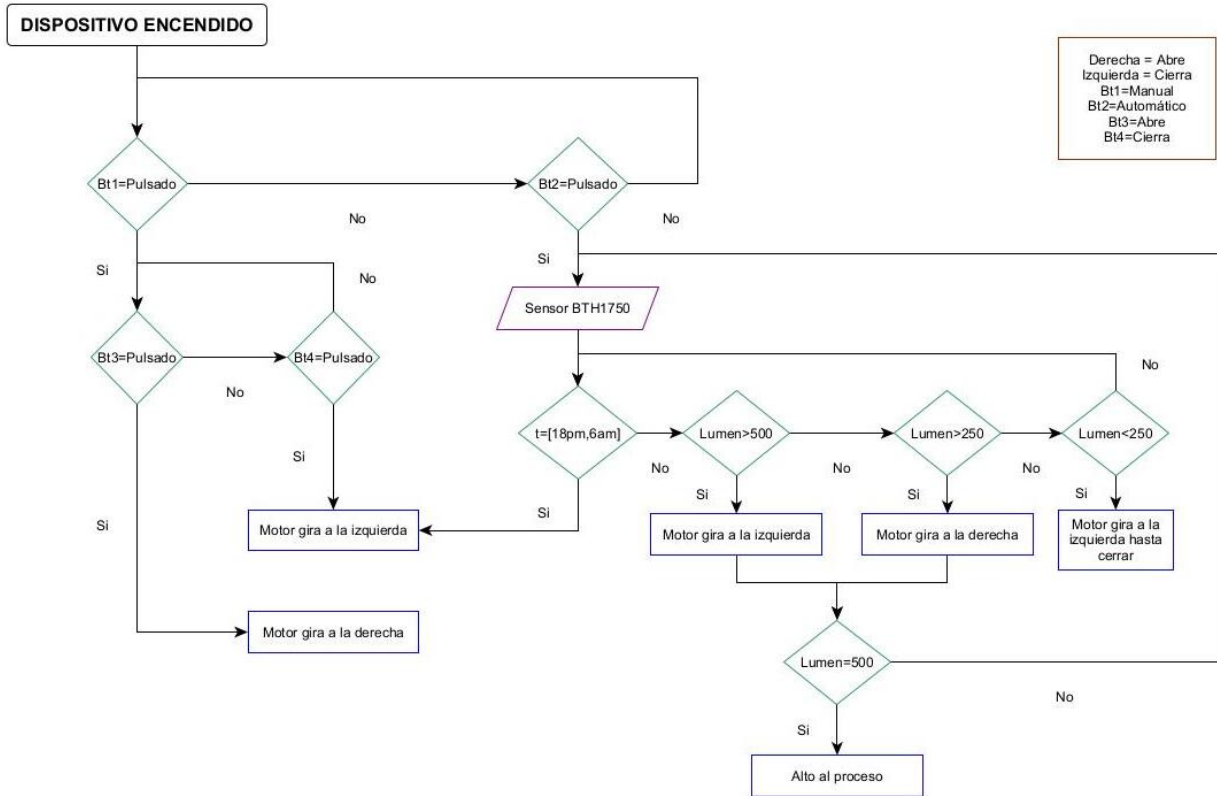 DISPOSITIVO ENCENDIDO
Derecha = Abre
Izquierda = Cierra
Bt1=Manual
Bt2=Automático
Bt3=Abre
Bt4=Cierra
Bt1=Pulsado
Bt2=Pulsado
No
No
Si
No
Si
Sensor BTH1750
Bt3=Pulsado
Bt4=Pulsado
No
No
t=[18pm,6am]
Lumen>500
Lumen>250
Lumen<250
Si
No
No
No
Si
Si
Si
Si
Si
Motor gira a la izquierda
Motor gira a la izquierda
Motor gira a la derecha
Motor gira a la
izquierda hasta
cerrar
Motor gira a la derecha
Lumen=500
No
Si
Alto al proceso